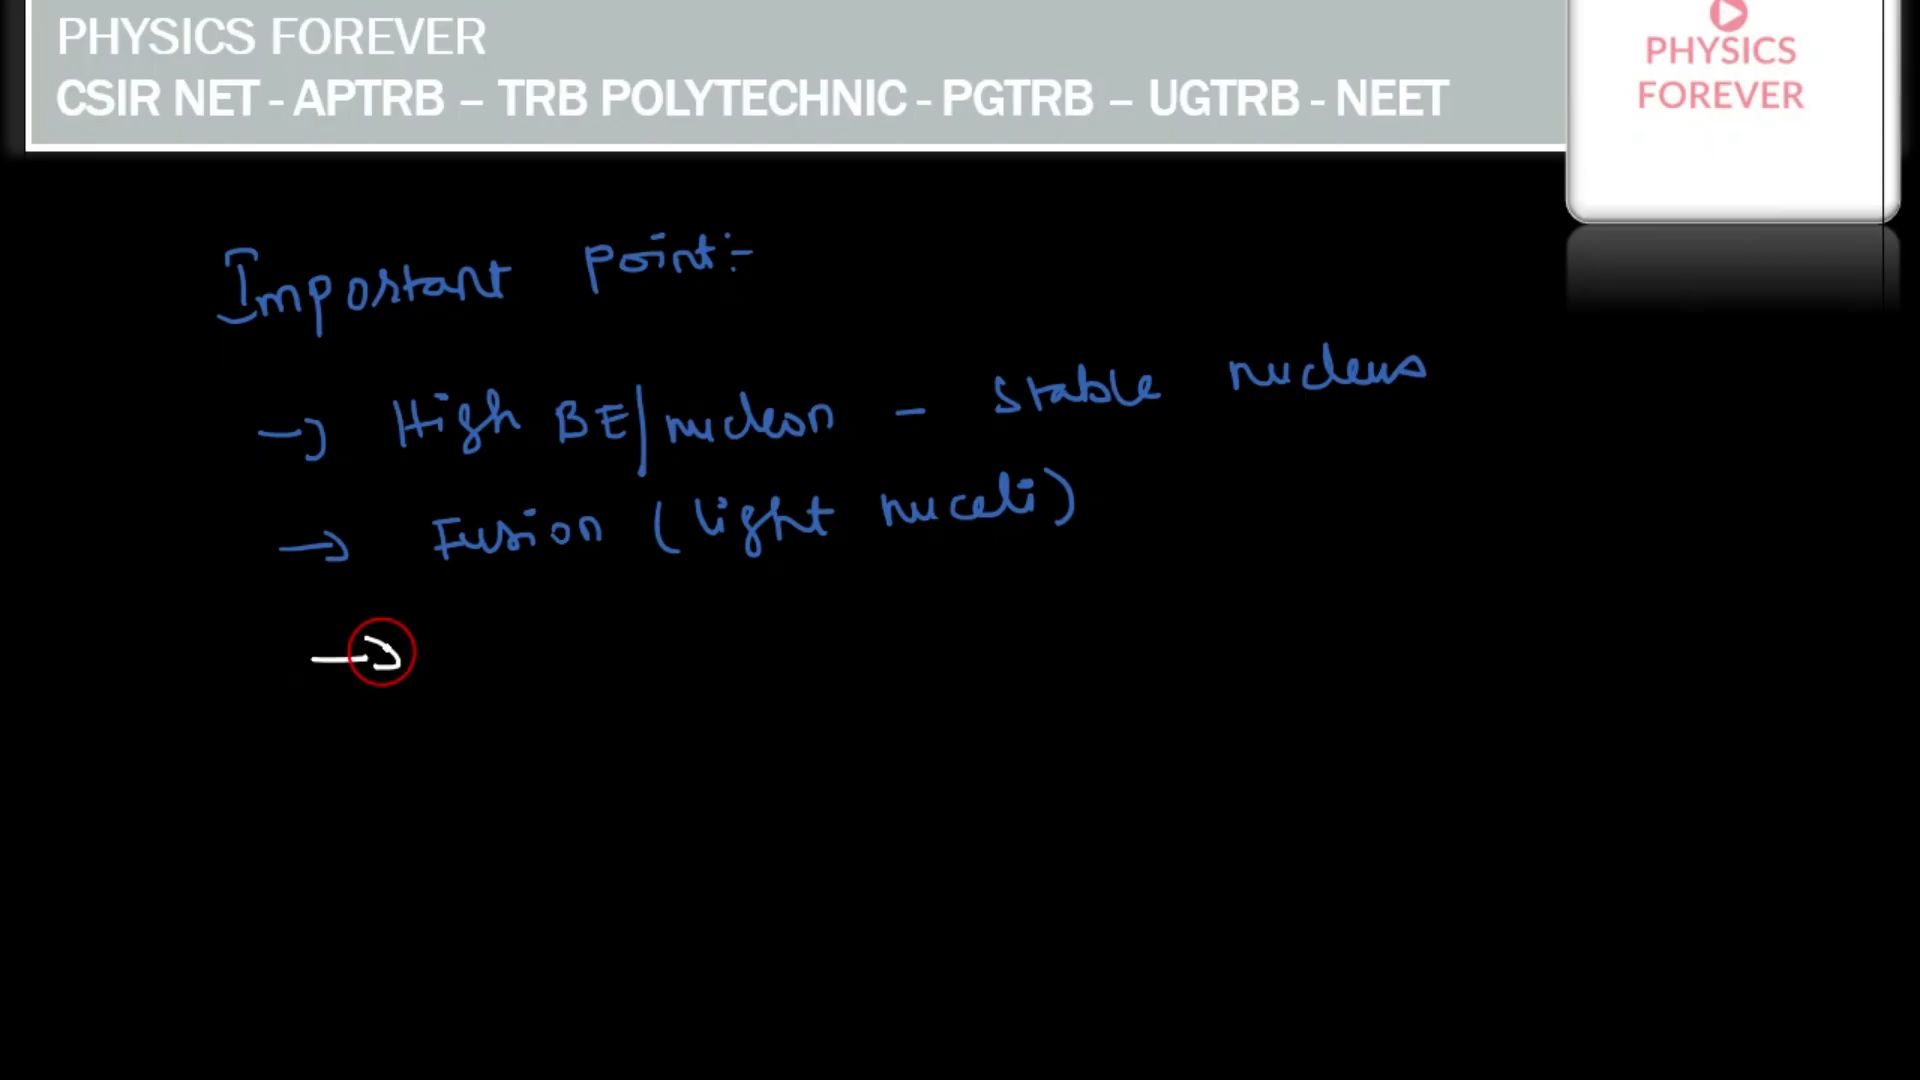 PHYSICS FOREVER
CSIR NET - APTRB – TRB POLYTECHNIC - PGTRB – UGTRB - NEET
PHYSICS
FOREVER
Important point:-
→ High BE/nucleon - Stable nucleus
→ Fusion (light nuceli)
→